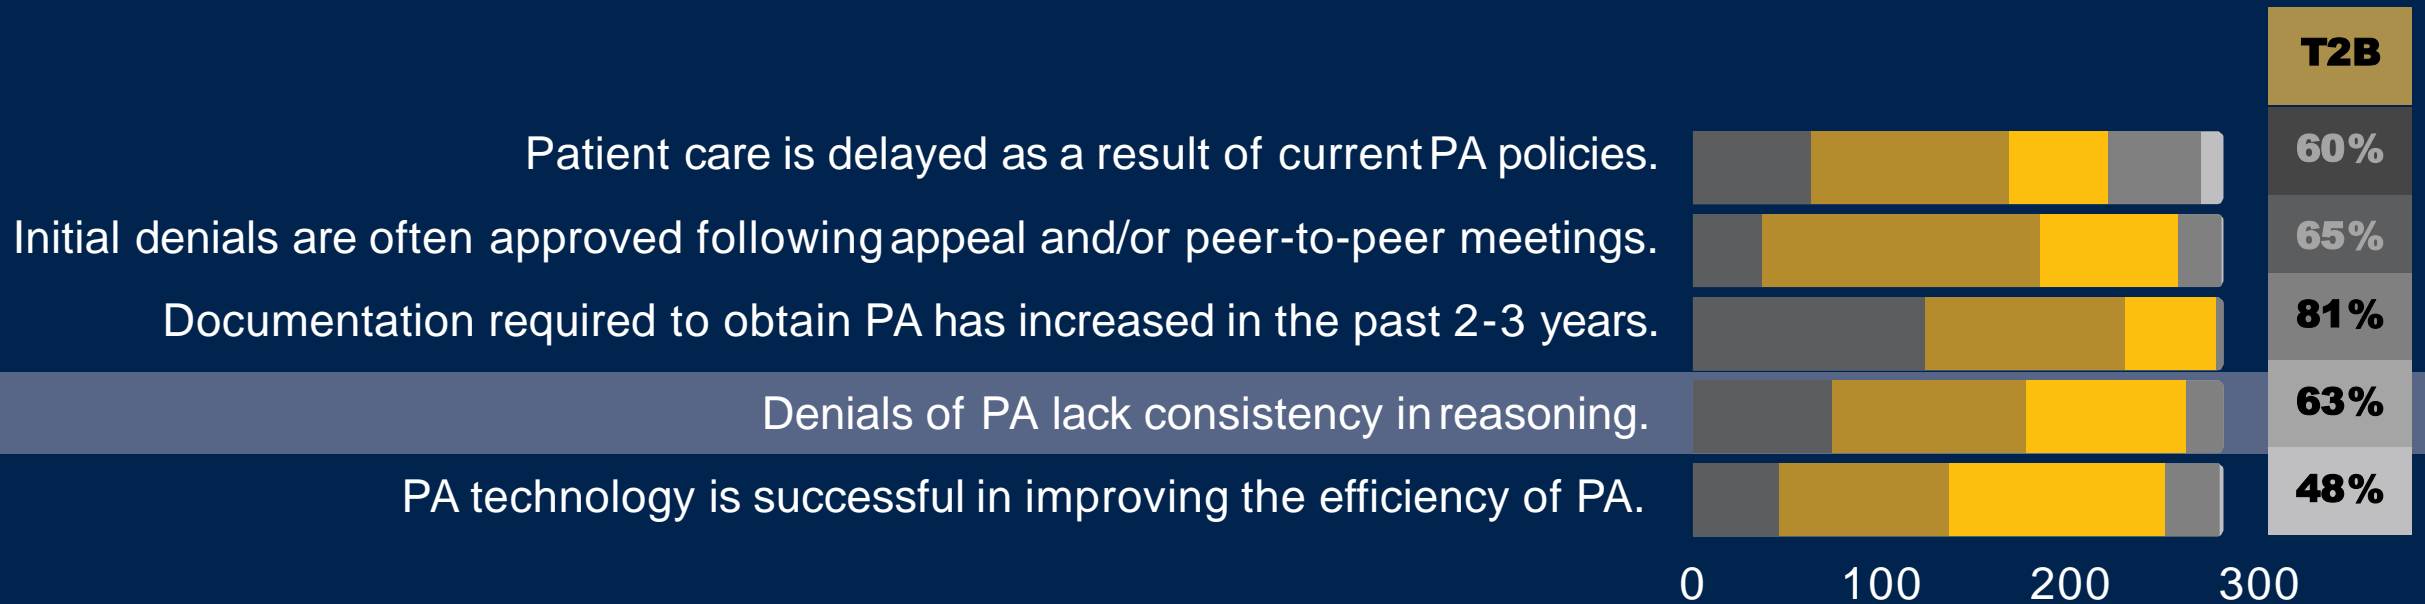 T2B
Patient care is delayed as a result of current PA policies.
60%
Initial denials are often approved following appeal and/or peer-to-peer meetings.
65%
Documentation required to obtain PA has increased in the past 2-3 years.
81%
Denials of PA lack consistency in reasoning.
63%
PA technology is successful in improving the efficiency of PA.
48%
0 100 200 300